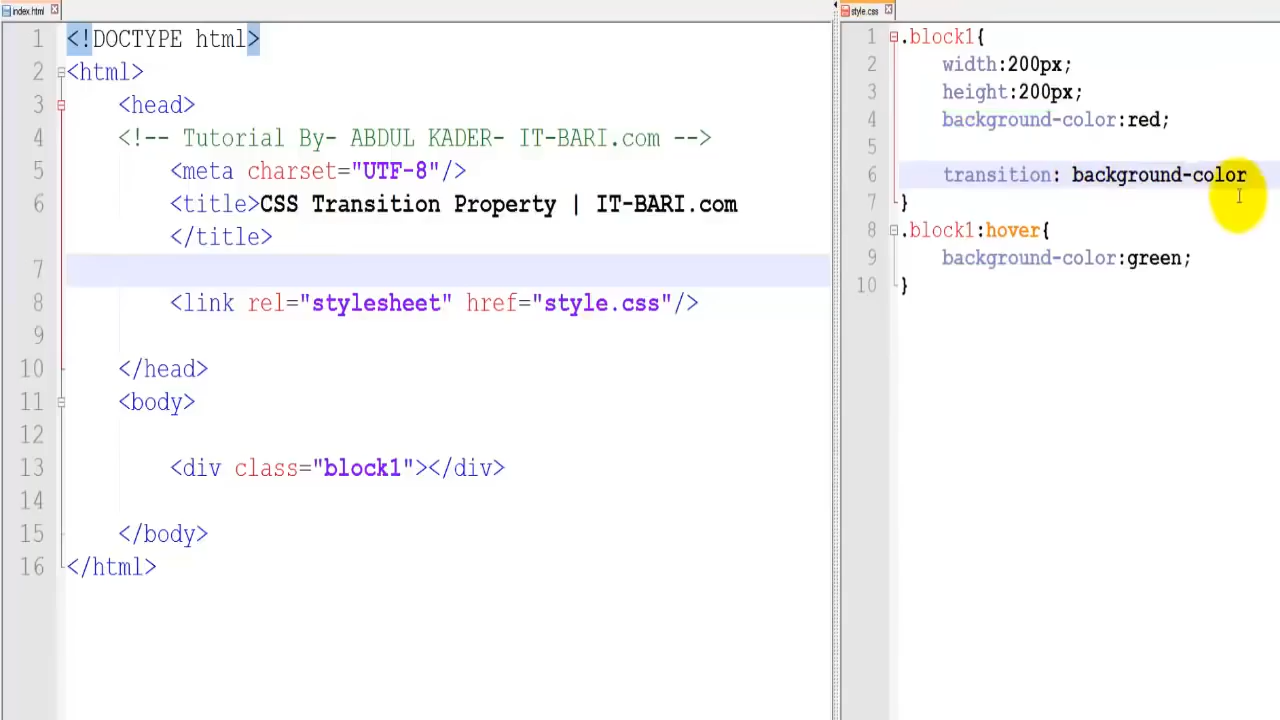 index.html
1 <!DOCTYPE html>
2 <html>
3 <head>
4 <!-- Tutorial By- ABDUL KADER- IT-BARI.com -->
5 <meta charset="UTF-8"/>
6 <title>CSS Transition Property | IT-BARI.com
</title>
7
8 <link rel="stylesheet" href="style.css"/>
9
10 </head>
11 <body>
12
13 <div class="block1"></div>
14
15 </body>
16 </html>
style.css
1 .block1{
2 width:200px;
3 height:200px;
4 background-color:red;
5
6 transition: background-color
7 }
8 .block1:hover{
9 background-color:green;
10 }